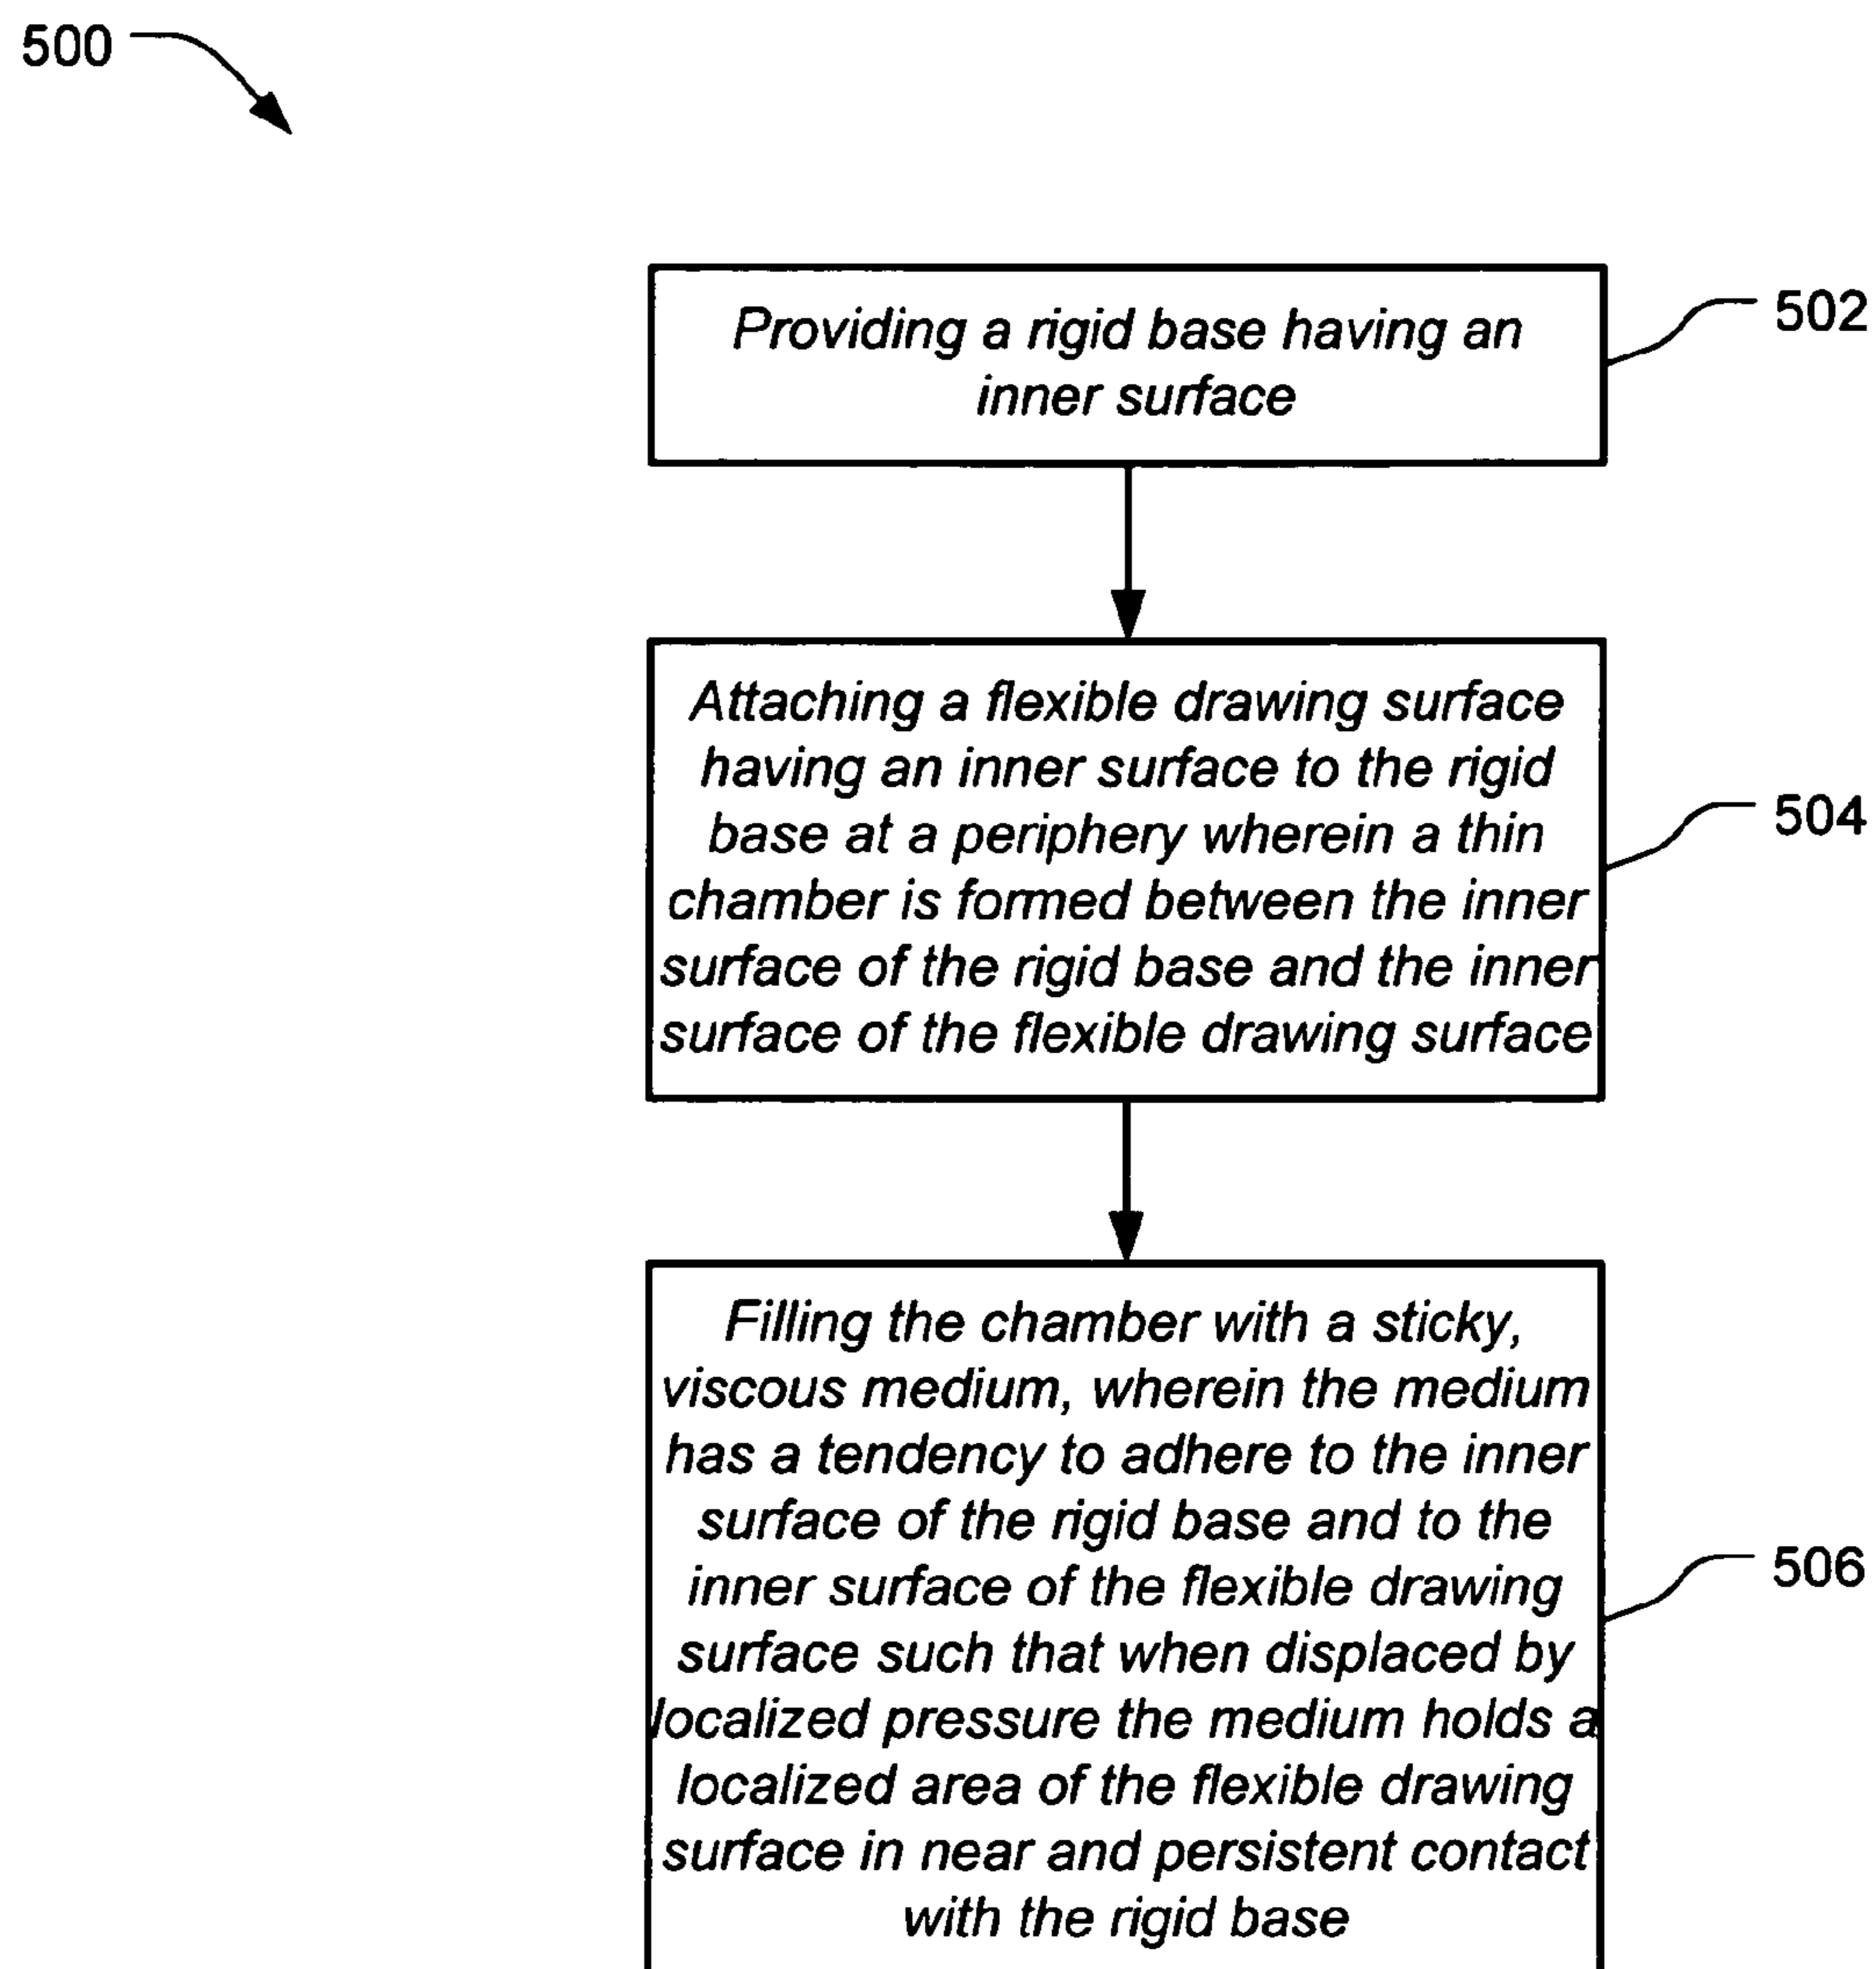 500
Providing a rigid base having an
inner surface
502
Attaching a flexible drawing surface
having an inner surface to the rigid
base at a periphery wherein a thin
chamber is formed between the inner
surface of the rigid base and the inner
surface of the flexible drawing surface
504
Filling the chamber with a sticky,
viscous medium, wherein the medium
has a tendency to adhere to the inner
surface of the rigid base and to the
inner surface of the flexible drawing
surface such that when displaced by
localized pressure the medium holds a
localized area of the flexible drawing
surface in near and persistent contact
with the rigid base
506